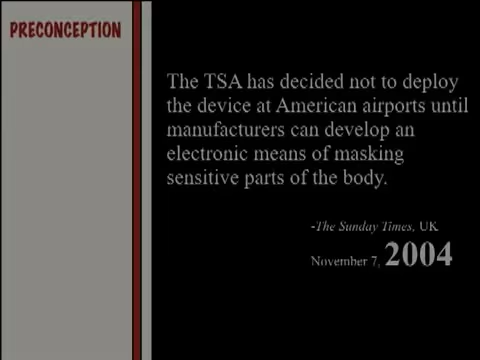 PRECONCEPTION
The TSA has decided not to deploy
the device at American airports until
manufacturers can develop an
electronic means of masking
sensitive parts of the body.
-The Sunday Times, UK
November 7, 2004